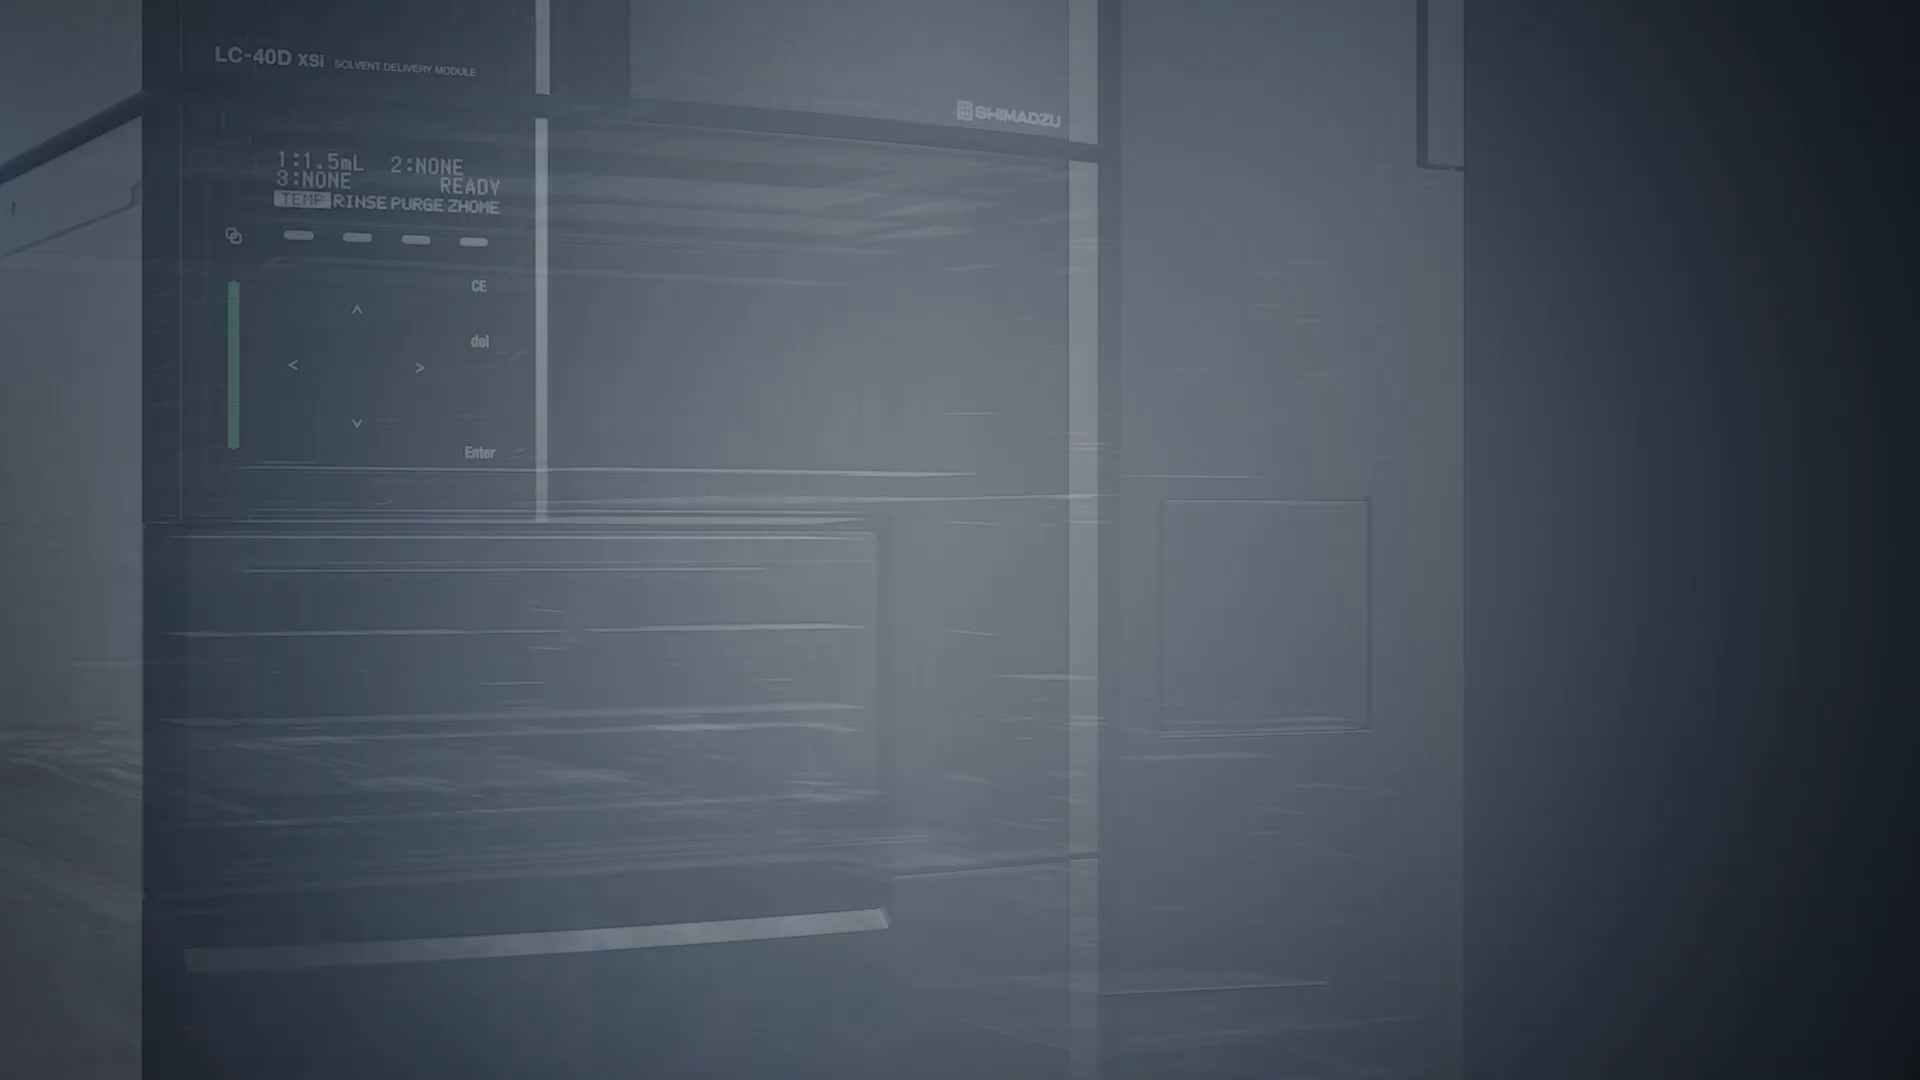 LC-40D XSi SOLVENT DELIVERY MODULE
SHIMADZU
1:1.5mL 2:NONE
3:NONE READY
TEMP RINSE PURGE ZHOME
CE
^
del
< >
v
Enter